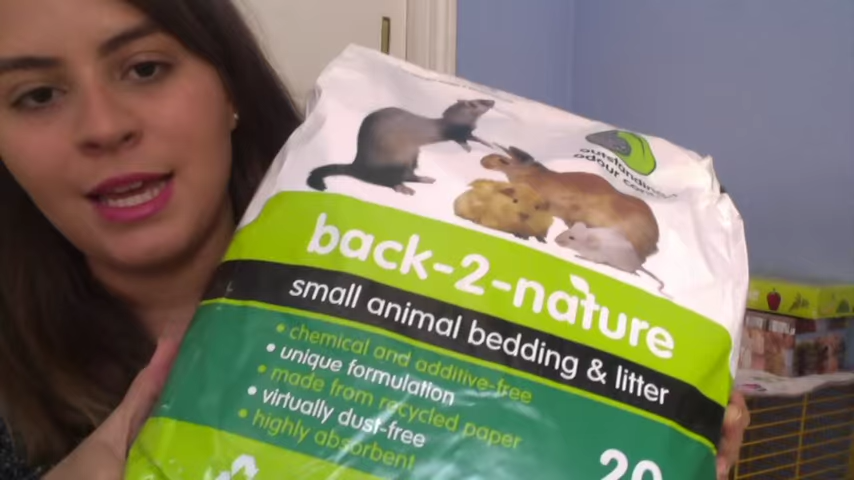 outstanding
odour
back-2-nature
small animal bedding & litter
• chemical and additive-free
• unique formulation
• made from recycled paper
• virtually dust-free
• highly absorbent
20